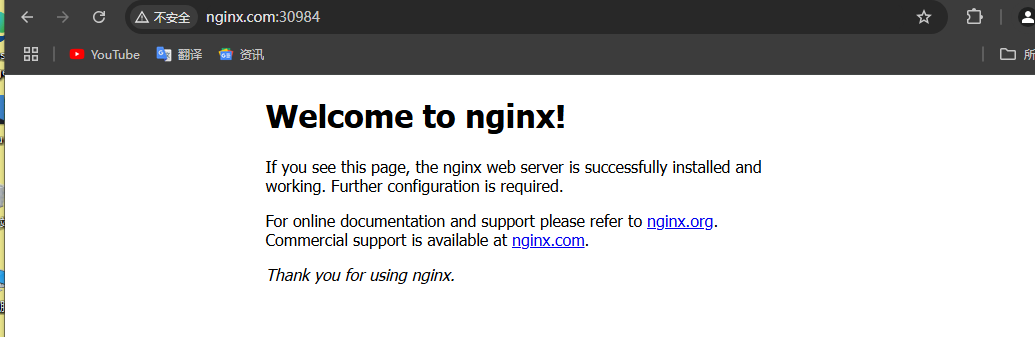 不安全 nginx.com:30984
YouTube 翻译 资讯 所
Welcome to nginx!
If you see this page, the nginx web server is successfully installed and
working. Further configuration is required.
For online documentation and support please refer to nginx.org.
Commercial support is available at nginx.com.
Thank you for using nginx.